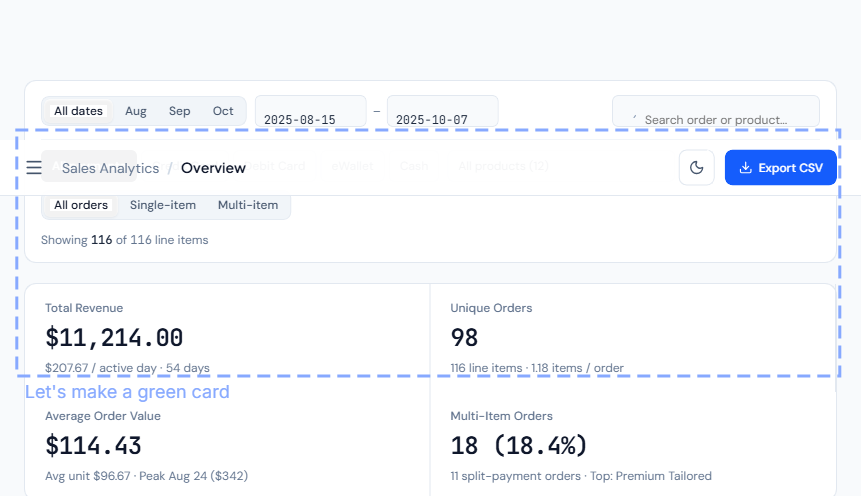 All dates Aug Sep Oct 2025-08-15 – 2025-10-07 Search order or product...
Card eWallet Cash All products (12)
Sales Analytics / Overview Export CSV
All orders Single-item Multi-item
Showing 116 of 116 line items
Total Revenue
$11,214.00
$207.67 / active day · 54 days
Unique Orders
98
116 line items · 1.18 items / order
Let's make a green card
Average Order Value
$114.43
Avg unit $96.67 · Peak Aug 24 ($342)
Multi-Item Orders
18 (18.4%)
11 split-payment orders · Top: Premium Tailored